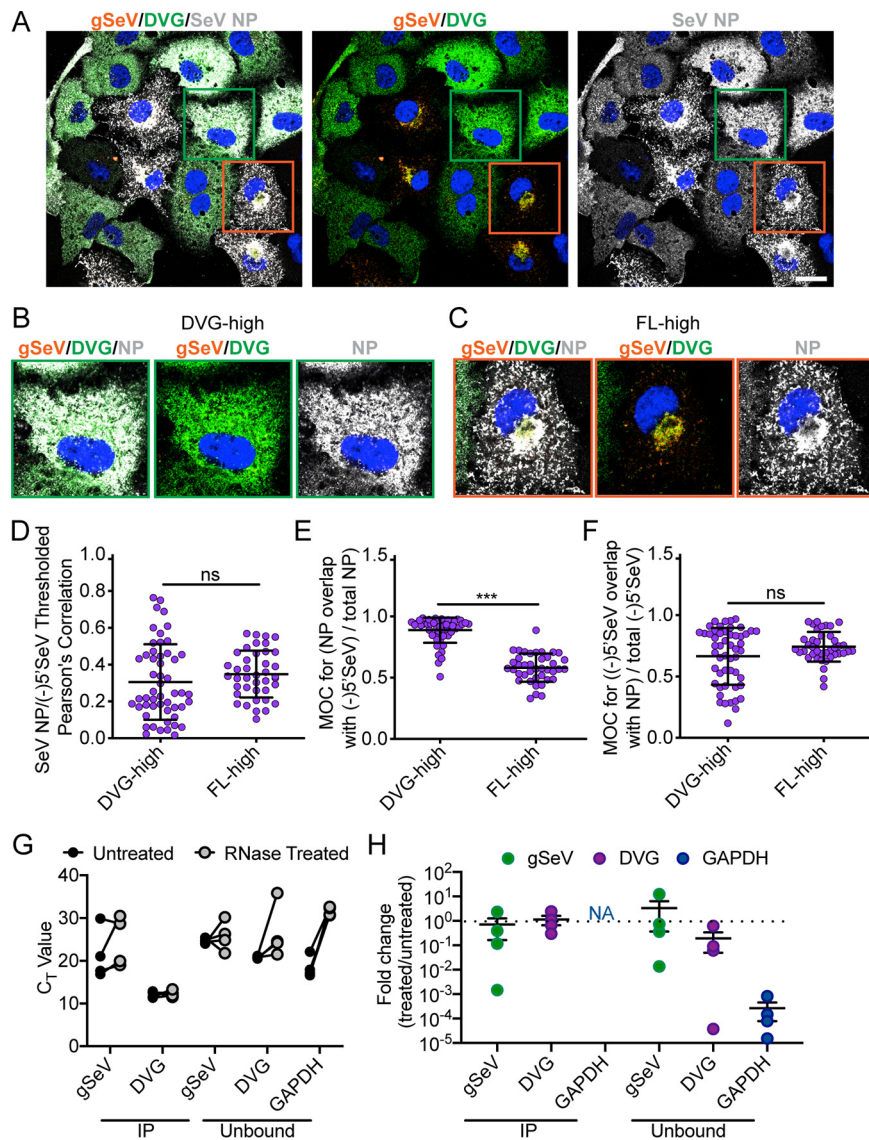 A
gSeV/DVG/SeV NP
gSeV/DVG
SeV NP
B
DVG-high
gSeV/DVG/NP
gSeV/DVG
NP
C
FL-high
gSeV/DVG/NP
gSeV/DVG
NP
D
SeV NP/(-)5'SeV Thresholded
Pearson's Correlation
1.0
0.8
0.6
0.4
0.2
0.0
ns
DVG-high
FL-high
E
MOC for (NP overlap
with (-)5'SeV) / total NP)
1.5
1.0
0.5
0.0
***
DVG-high
FL-high
F
MOC for ((-)5'SeV overlap
with NP) / total (-)5'SeV)
1.5
1.0
0.5
0.0
ns
DVG-high
FL-high
G
Untreated
RNase Treated
C_T Value
40
30
20
10
0
gSeV
DVG
gSeV
DVG
GAPDH
IP
Unbound
H
gSeV
DVG
GAPDH
Fold change
(treated/untreated)
10^2
10^1
10^0
10^-1
10^-2
10^-3
10^-4
10^-5
NA
gSeV
DVG
GAPDH
gSeV
DVG
GAPDH
IP
Unbound